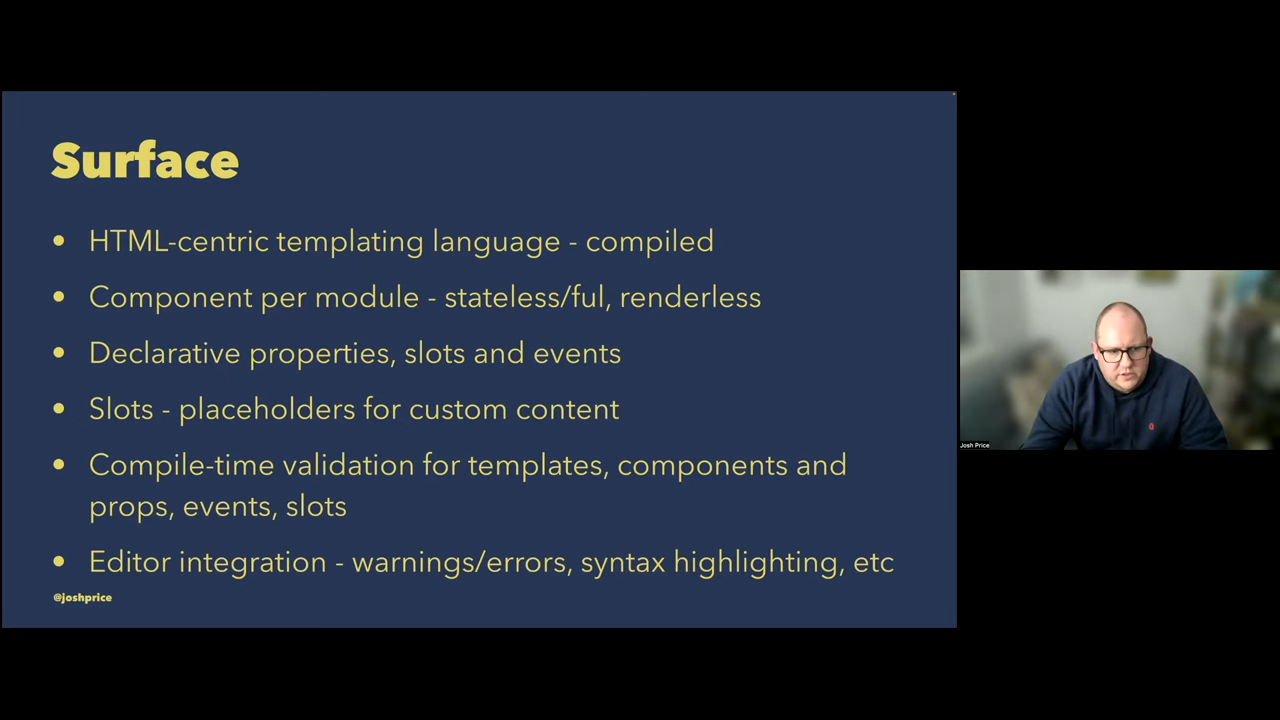 Surface
• HTML-centric templating language - compiled
• Component per module - stateless/ful, renderless
• Declarative properties, slots and events
• Slots - placeholders for custom content
• Compile-time validation for templates, components and
props, events, slots
• Editor integration - warnings/errors, syntax highlighting, etc
@joshprice
Josh Price